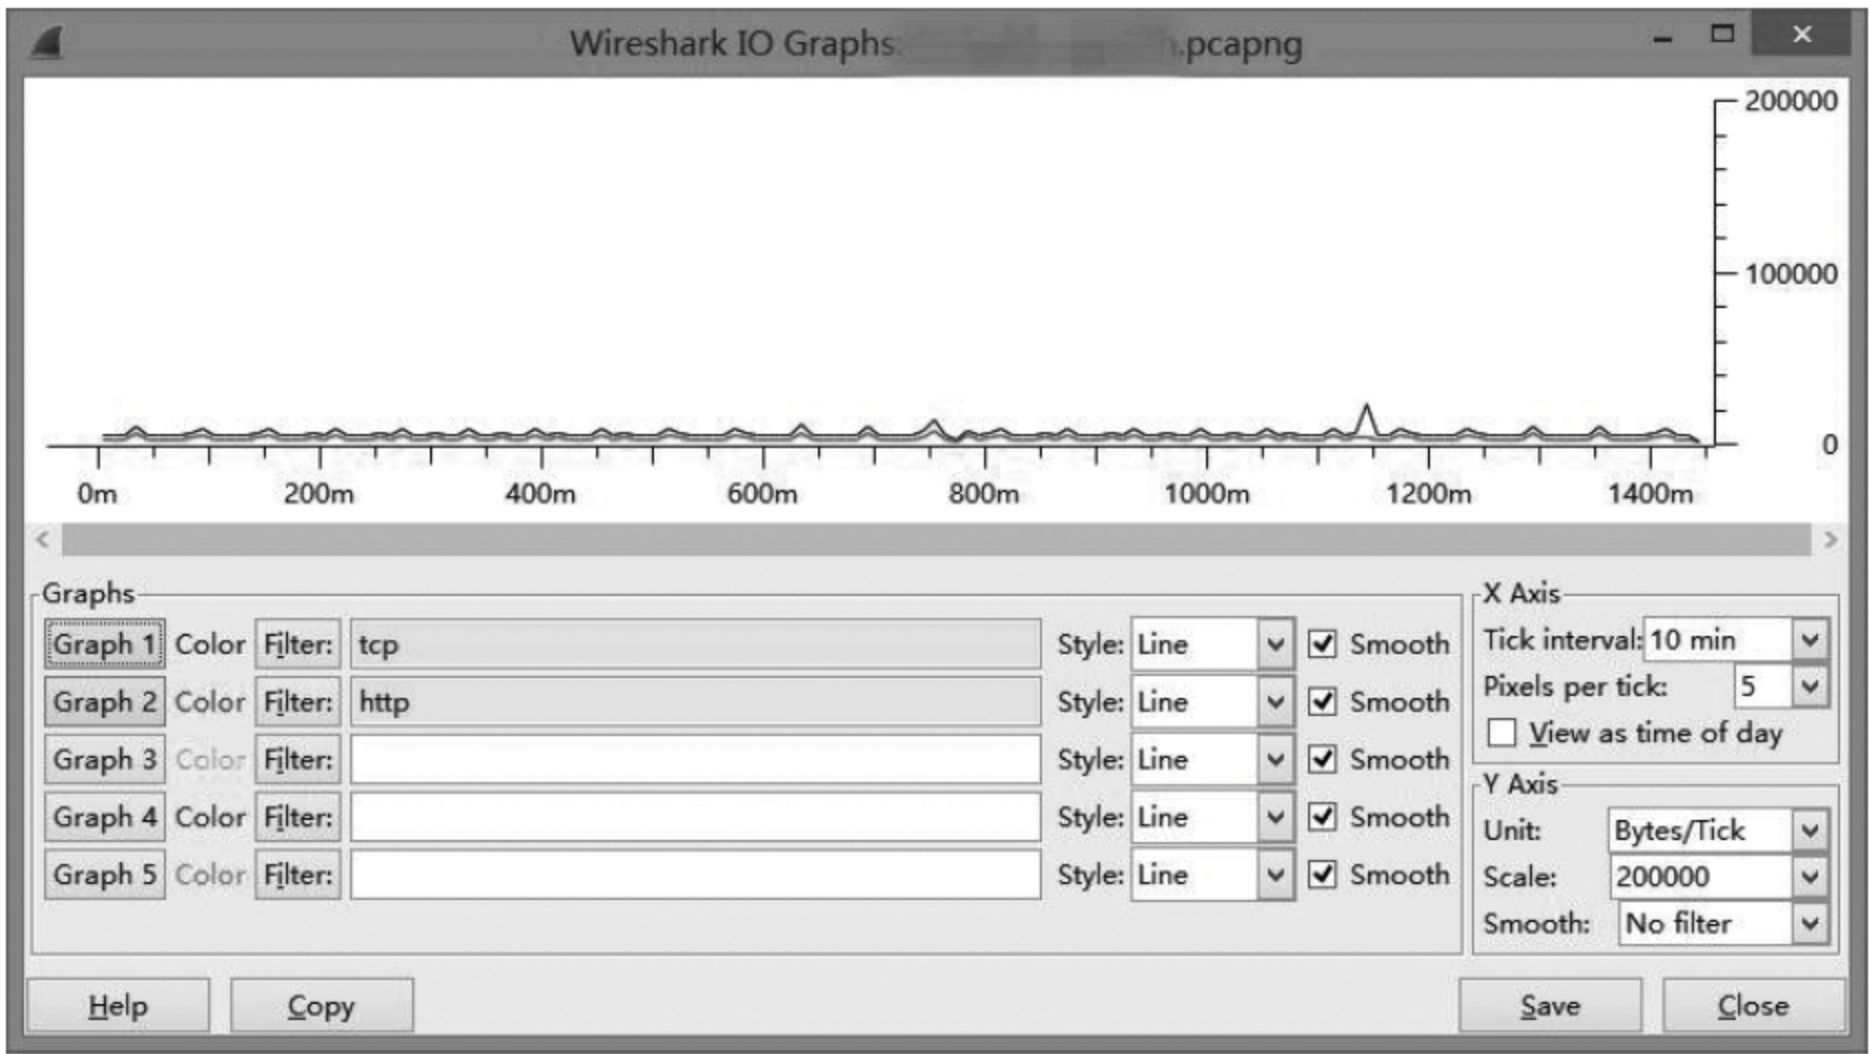 Wireshark IO Graphs: .pcapng
200000
100000
0
0m 200m 400m 600m 800m 1000m 1200m 1400m
Graphs
Graph 1 Color Filter: tcp Style: Line Smooth
Graph 2 Color Filter: http Style: Line Smooth
Graph 3 Color Filter: Style: Line Smooth
Graph 4 Color Filter: Style: Line Smooth
Graph 5 Color Filter: Style: Line Smooth
X Axis
Tick interval: 10 min
Pixels per tick: 5
View as time of day
Y Axis
Unit: Bytes/Tick
Scale: 200000
Smooth: No filter
Help Copy Save Close